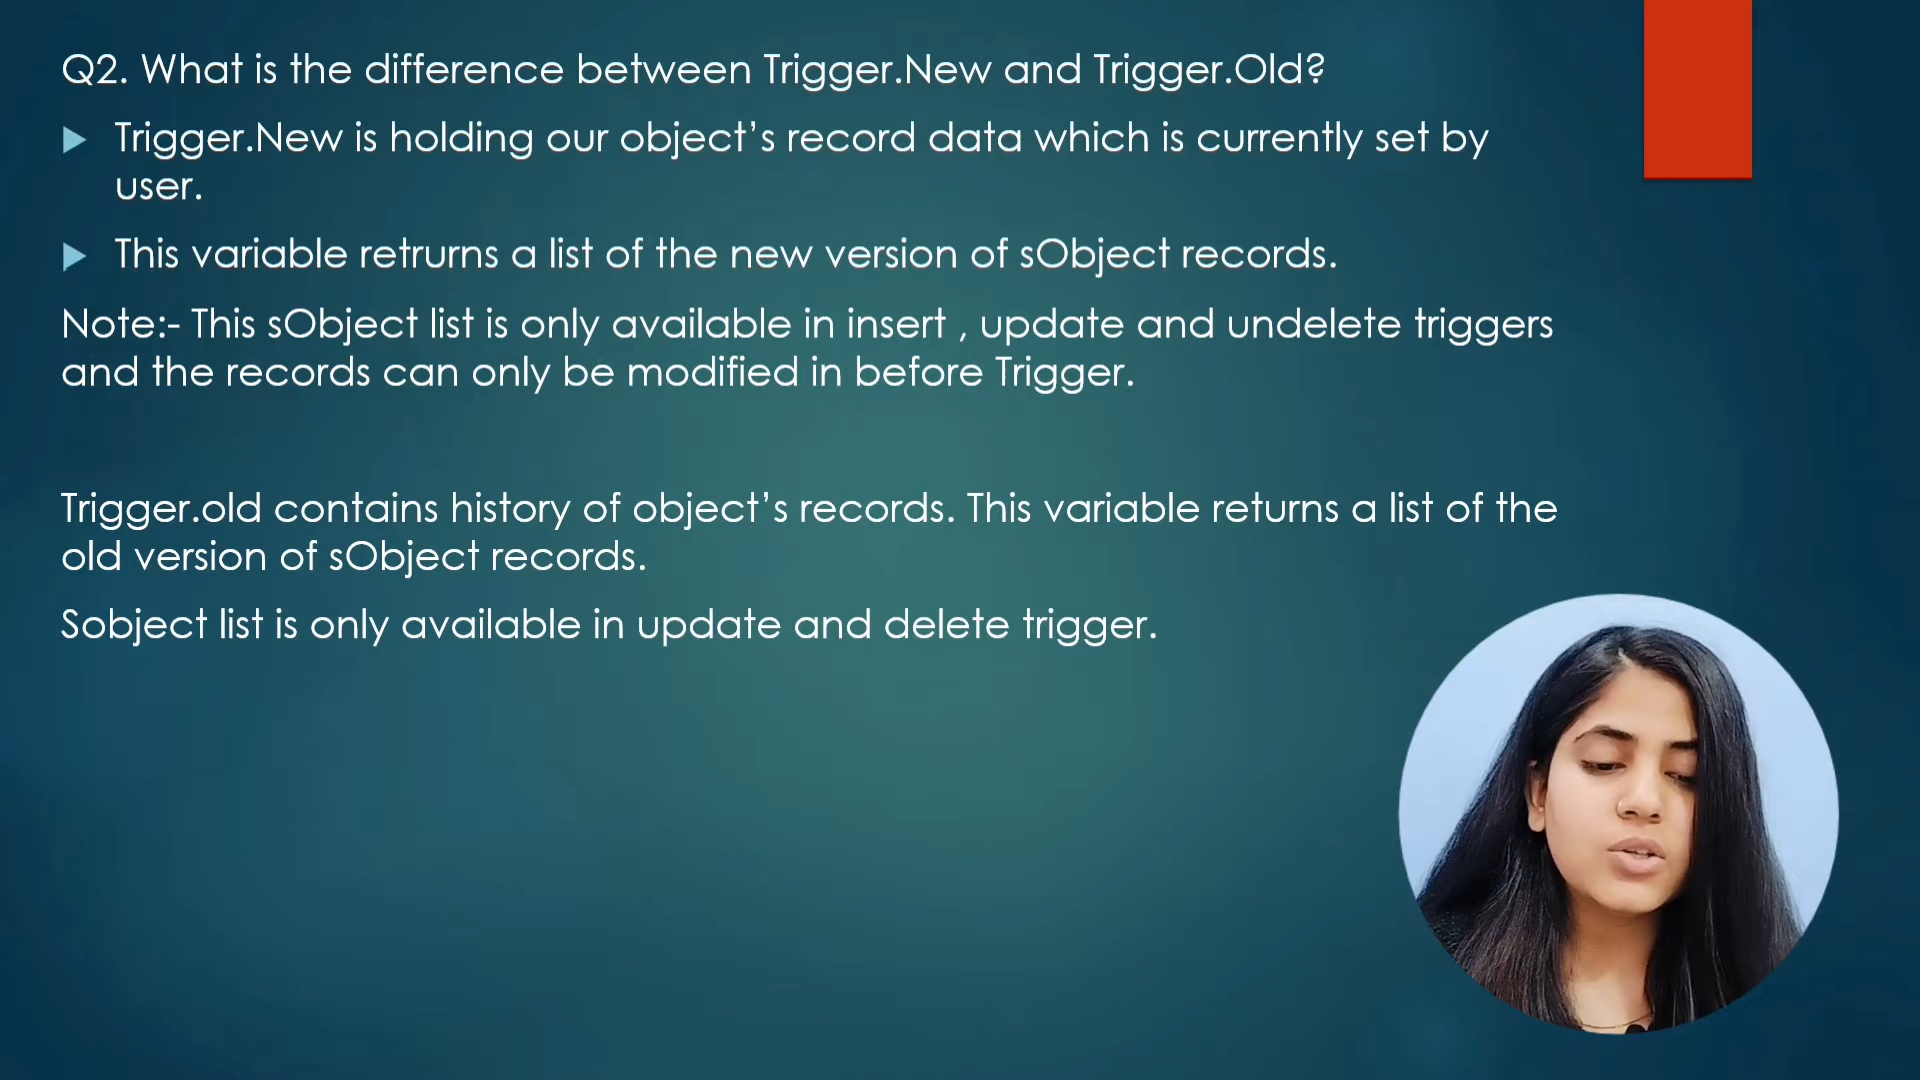 Q2. What is the difference between Trigger.New and Trigger.Old?
Trigger.New is holding our object’s record data which is currently set by
user.
This variable retrurns a list of the new version of sObject records.
Note:- This sObject list is only available in insert , update and undelete triggers
and the records can only be modified in before Trigger.
Trigger.old contains history of object’s records. This variable returns a list of the
old version of sObject records.
Sobject list is only available in update and delete trigger.